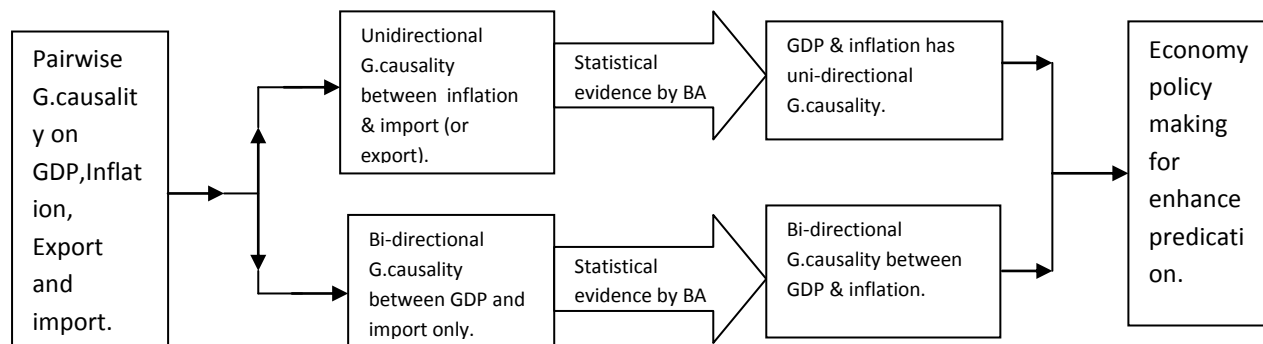 Pairwise
G.causalit
y on
GDP,Inflat
ion,
Export
and
import.
Unidirectional
G.causality
between inflation
& import (or
export).
Statistical
evidence by BA
GDP & inflation has
uni-directional
G.causality.
Bi-directional
G.causality
between GDP and
import only.
Statistical
evidence by BA
Bi-directional
G.causality between
GDP & inflation.
Economy
policy
making
for
enhance
predicati
on.